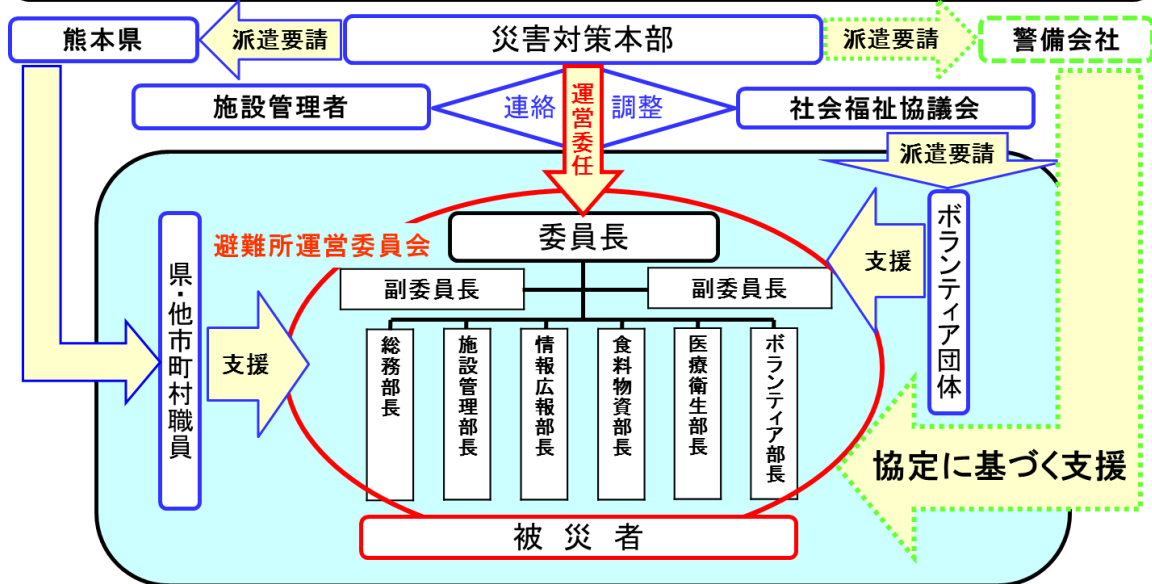 熊本県
派遣要請
災害対策本部
派遣要請
警備会社
施設管理者
連絡
運営委任
調整
社会福祉協議会
派遣要請
避難所運営委員会
委員長
副委員長
副委員長
総務部長
施設管理部長
情報広報部長
食料物資部長
医療衛生部長
ボランティア部長
県・他市町村職員
支援
支援
ボランティア団体
協定に基づく支援
被災者